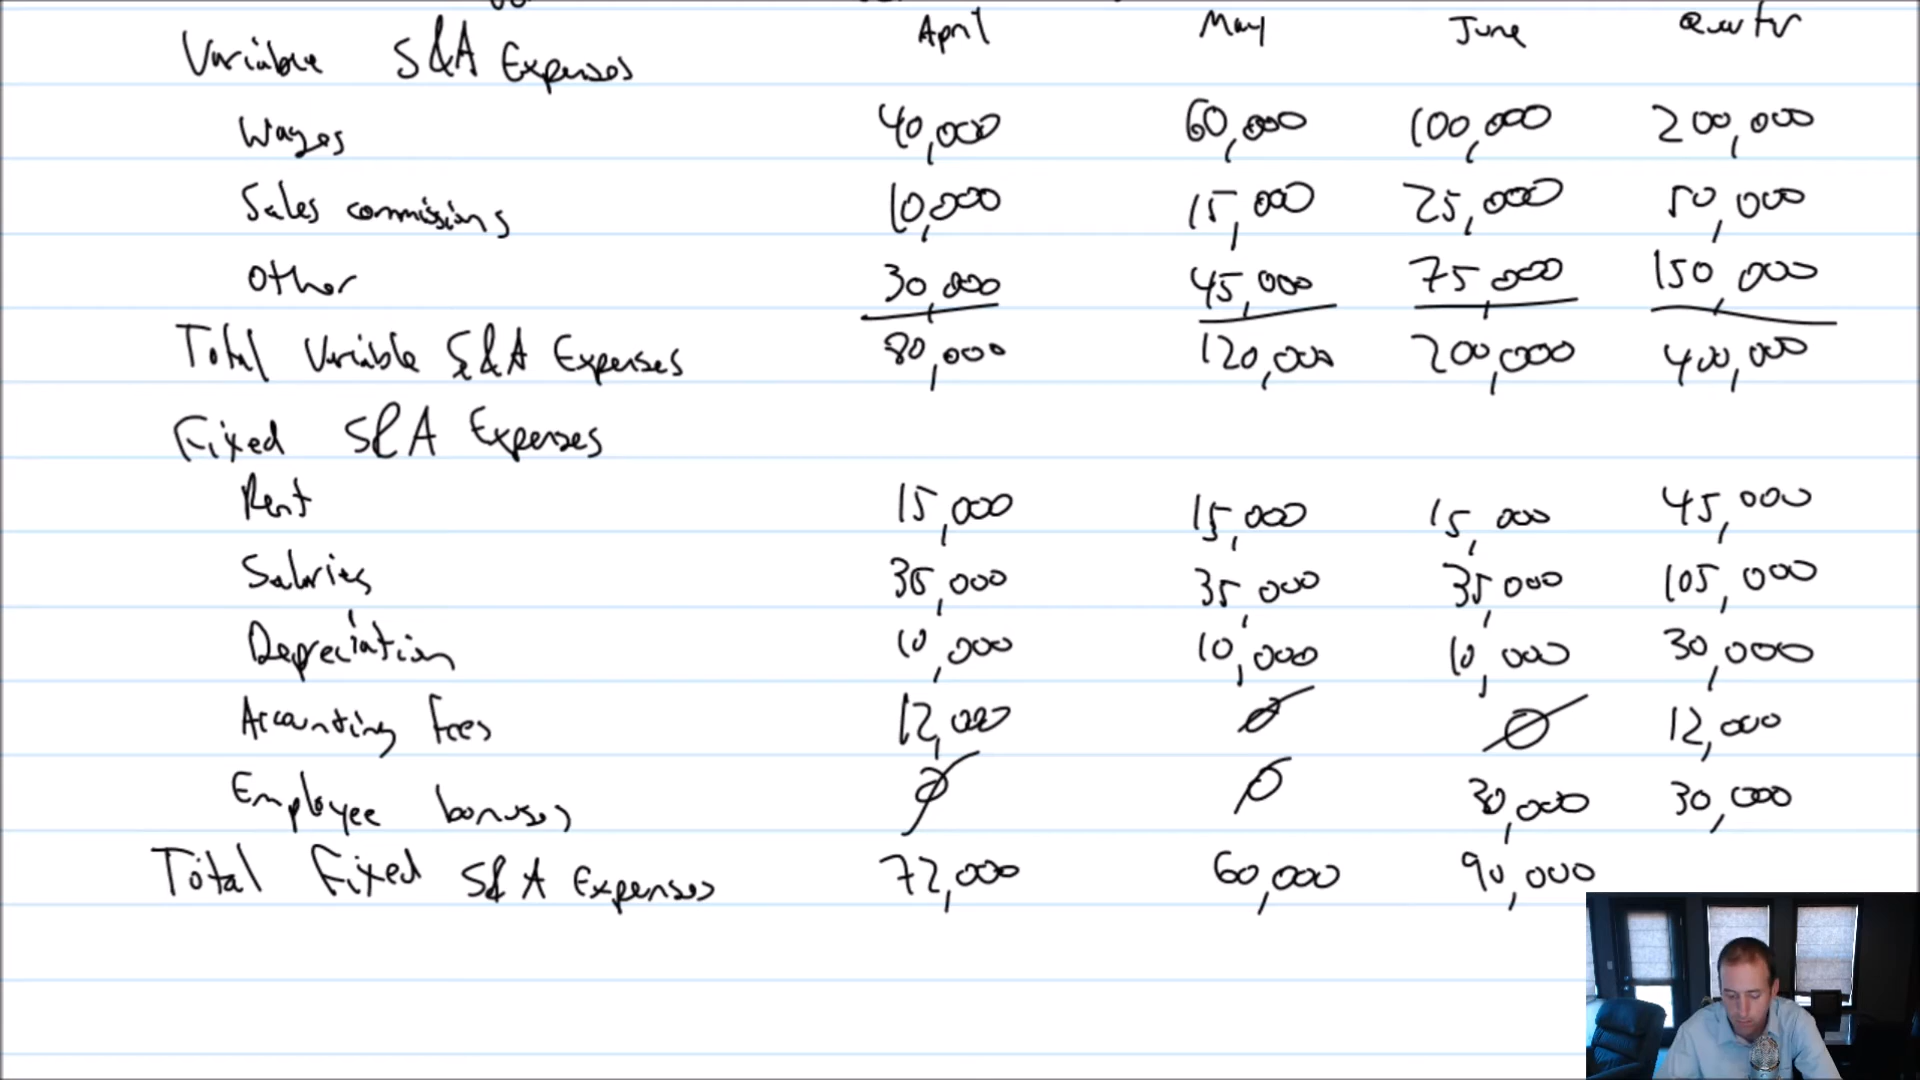 April May June Quarter
Variable S&A Expenses
Wages 40,000 60,000 100,000 200,000
Sales commissions 10,000 15,000 25,000 50,000
Other 30,000 45,000 75,000 150,000
Total Variable S&A Expenses 80,000 120,000 200,000 400,000
Fixed S&A Expenses
Rent 15,000 15,000 15,000 45,000
Salaries 35,000 35,000 35,000 105,000
Depreciation 10,000 10,000 10,000 30,000
Accounting fees 12,000 0 0 12,000
Employee bonuses 0 0 30,000 30,000
Total Fixed S&A Expenses 72,000 60,000 90,000